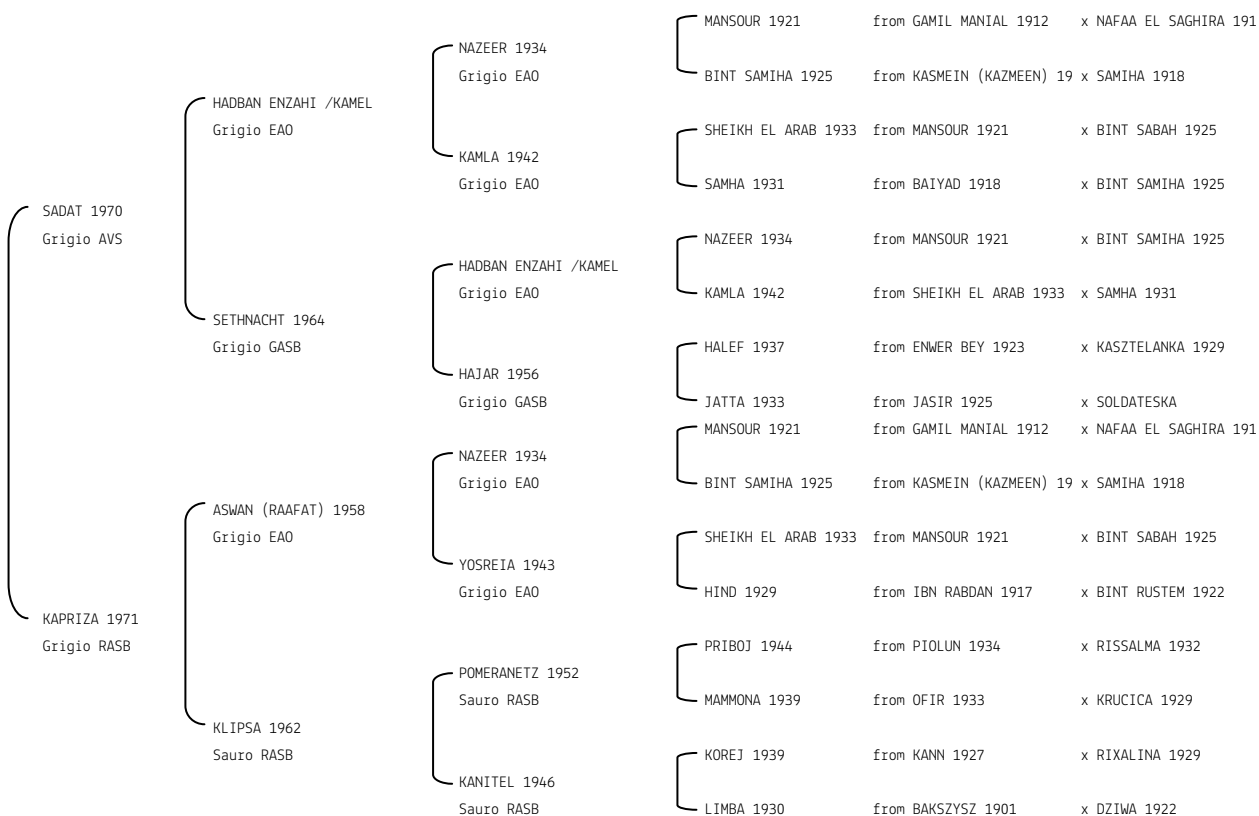 MANSOUR 1921 from GAMIL MANIAL 1912 x NAFAA EL SAGHIRA 191
NAZEER 1934
Grigio EAO
BINT SAMIHA 1925 from KASMEIN (KAZMEEN) 19 x SAMIHA 1918
HADBAN ENZAHI /KAMEL
Grigio EAO
SHEIKH EL ARAB 1933 from MANSOUR 1921 x BINT SABAH 1925
KAMLA 1942
Grigio EAO
SAMHA 1931 from BAIYAD 1918 x BINT SAMIHA 1925
SADAT 1970
Grigio AVS
NAZEER 1934 from MANSOUR 1921 x BINT SAMIHA 1925
HADBAN ENZAHI /KAMEL
Grigio EAO
KAMLA 1942 from SHEIKH EL ARAB 1933 x SAMHA 1931
SETHNACHT 1964
Grigio GASB
HALEF 1937 from ENWER BEY 1923 x KASZTELANKA 1929
HAJAR 1956
Grigio GASB
JATTA 1933 from JASIR 1925 x SOLDATESKA
MANSOUR 1921 from GAMIL MANIAL 1912 x NAFAA EL SAGHIRA 191
NAZEER 1934
Grigio EAO
BINT SAMIHA 1925 from KASMEIN (KAZMEEN) 19 x SAMIHA 1918
ASWAN (RAAFAT) 1958
Grigio EAO
SHEIKH EL ARAB 1933 from MANSOUR 1921 x BINT SABAH 1925
YOSREIA 1943
Grigio EAO
HIND 1929 from IBN RABDAN 1917 x BINT RUSTEM 1922
KAPRIZA 1971
Grigio RASB
PRIBOJ 1944 from PIOLUN 1934 x RISSALMA 1932
POMERANETZ 1952
Sauro RASB
MAMMONA 1939 from OFIR 1933 x KRUCICA 1929
KLIPSA 1962
Sauro RASB
KOREJ 1939 from KANN 1927 x RIXALINA 1929
KANITEL 1946
Sauro RASB
LIMBA 1930 from BAKSZYSZ 1901 x DZIWA 1922